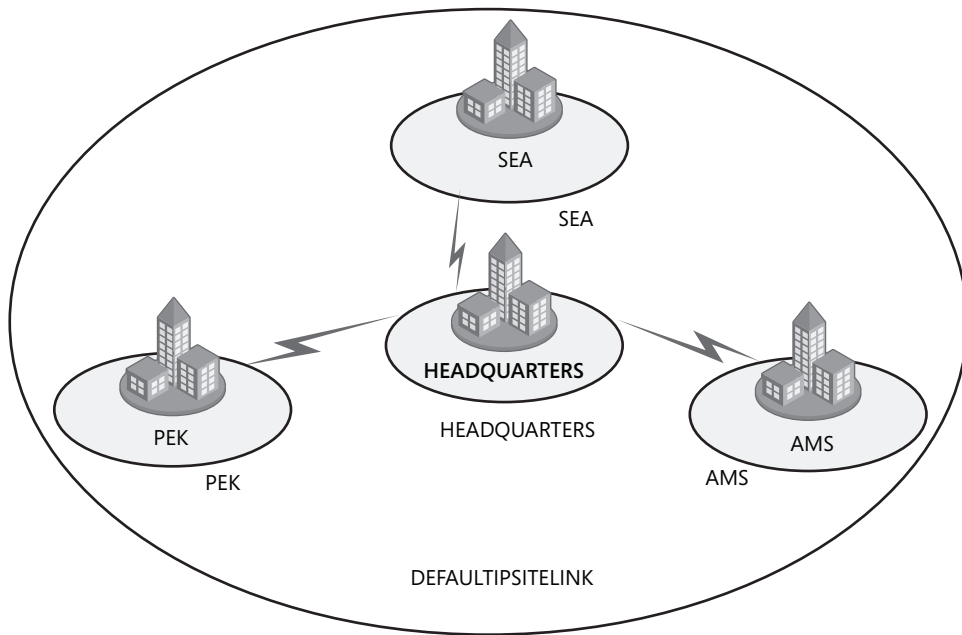 SEA
SEA
HEADQUARTERS
HEADQUARTERS
PEK
PEK
AMS
AMS
DEFAULTIPSITELINK